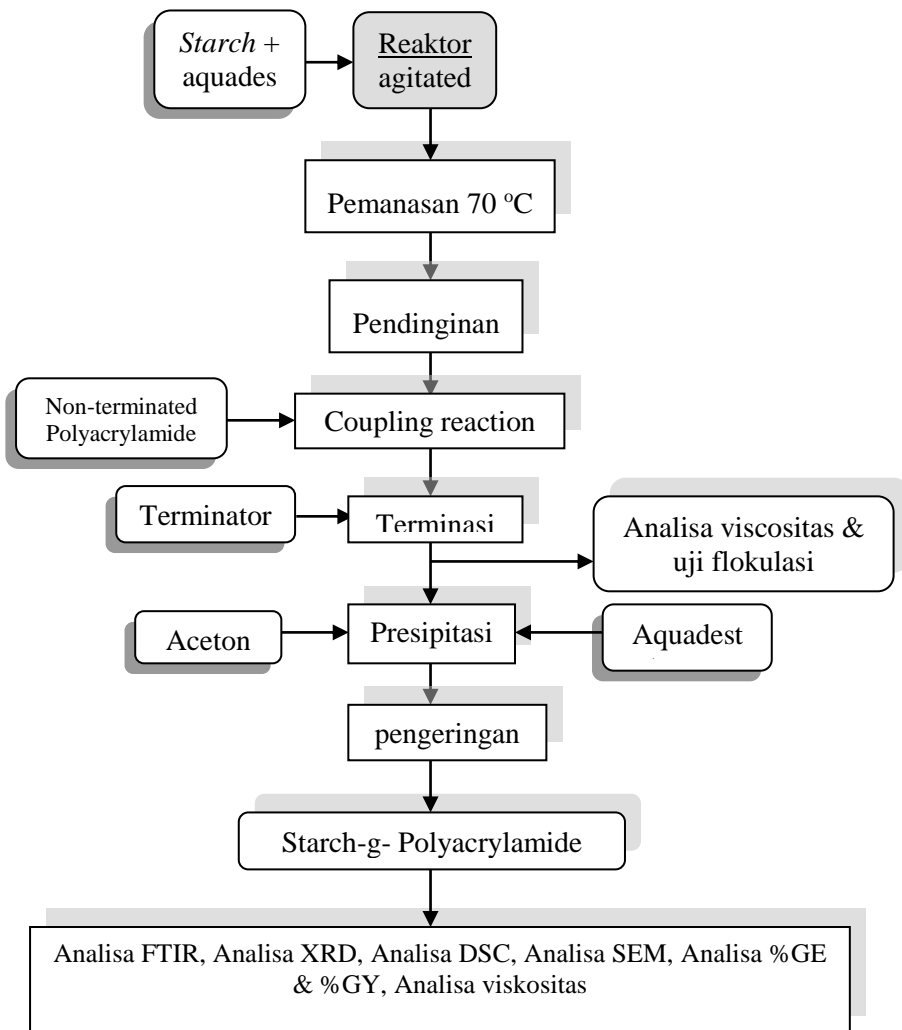 Starch +
aquades
Reaktor
agitated
Pemanasan 70 °C
Pendinginan
Non-terminated
Polyacrylamide
Coupling reaction
Terminator
Terminasi
Analisa viscositas &
uji flokulasi
Aceton
Presipitasi
Aquadest
pengeringan
Starch-g- Polyacrylamide
Analisa FTIR, Analisa XRD, Analisa DSC, Analisa SEM, Analisa %GE
& %GY, Analisa viskositas